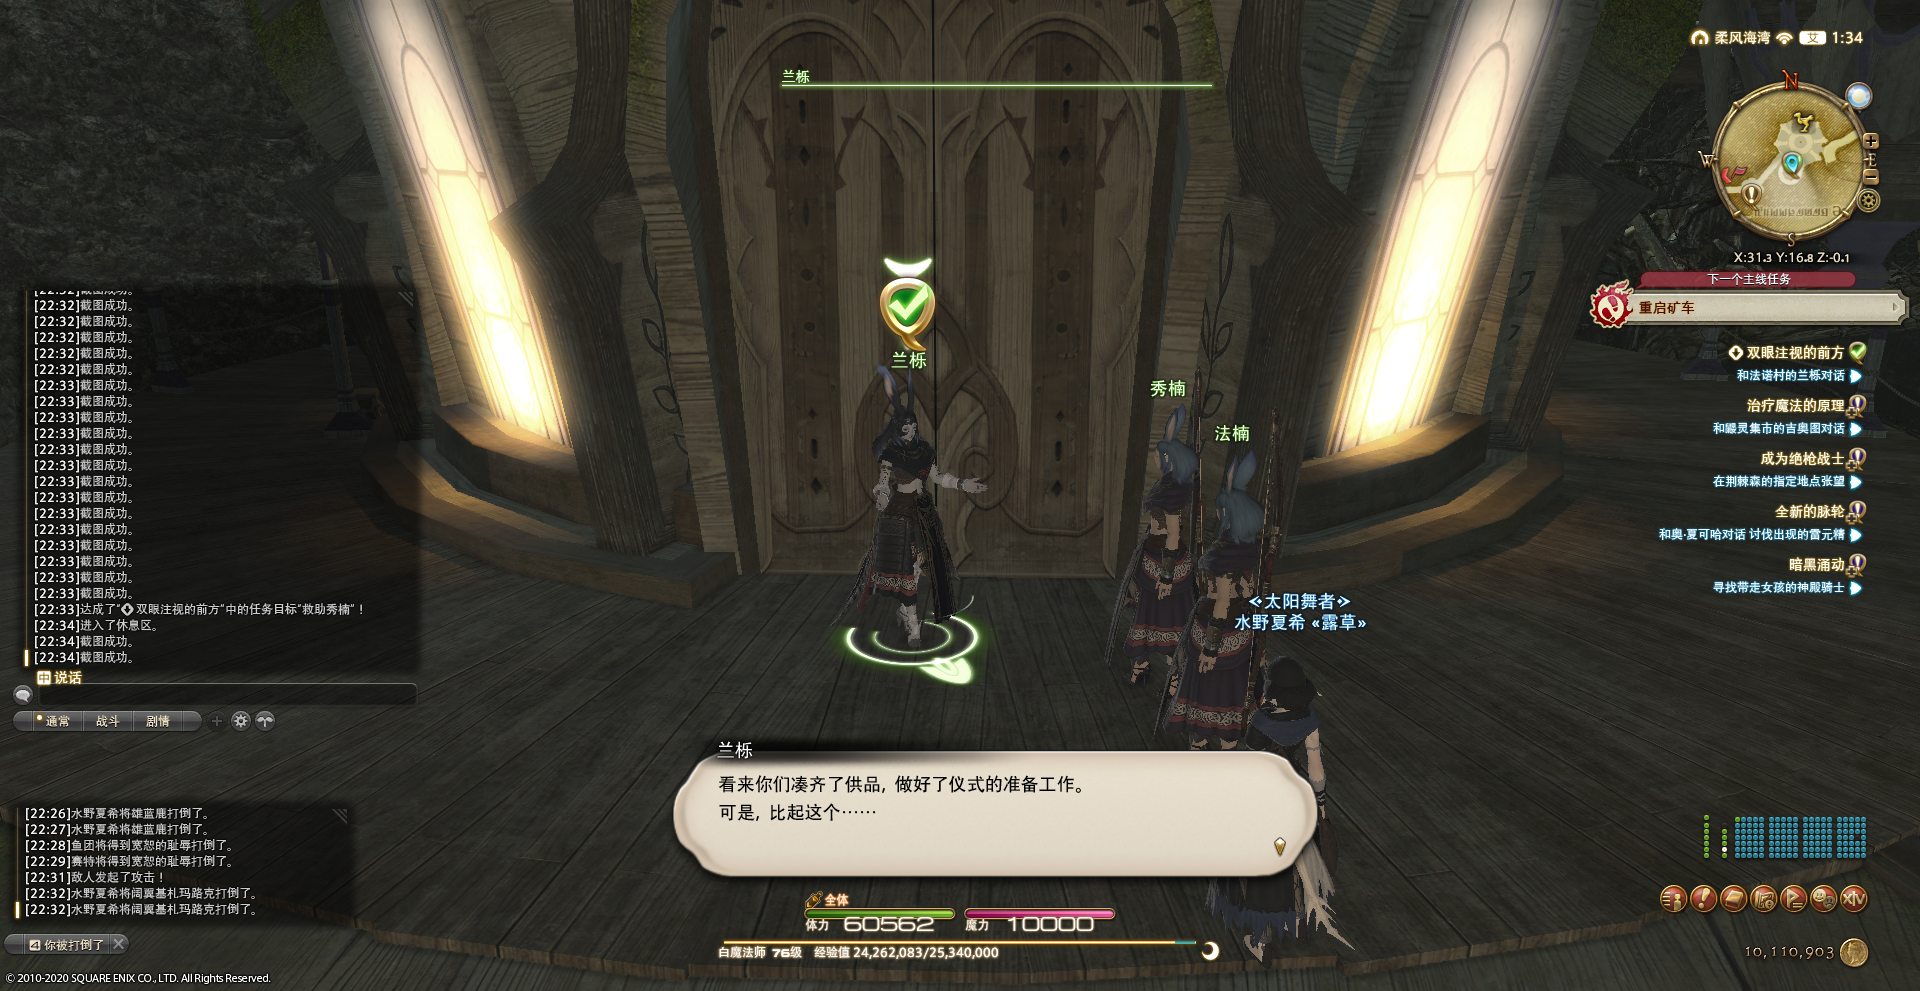 兰栎
柔风海湾 艾 1:34
N
W
E
S
X:31.3 Y:16.8 Z:-0.1
下一个主线任务
重启矿车
双眼注视的前方
和法诺村的兰栎对话
治疗魔法的原理
和鼹灵集市的吉奥图对话
成为绝枪战士
在荆棘森的指定地点张望
全新的脉轮
和奥·夏可哈对话 讨伐出现的雷元精
暗黑涌动
寻找带走女孩的神殿骑士
兰栎
秀楠
法楠
«太阳舞者»
水野夏希 «露草»
[22:32]截图成功。
[22:32]截图成功。
[22:32]截图成功。
[22:32]截图成功。
[22:32]截图成功。
[22:32]截图成功。
[22:33]截图成功。
[22:33]截图成功。
[22:33]截图成功。
[22:33]截图成功。
[22:33]截图成功。
[22:33]截图成功。
[22:33]截图成功。
[22:33]截图成功。
[22:33]截图成功。
[22:33]截图成功。
[22:33]截图成功。
[22:33]截图成功。
[22:33]截图成功。
[22:33]截图成功。
[22:33]达成了“双眼注视的前方”中的任务目标“救助秀楠”！
[22:34]进入了休息区。
[22:34]截图成功。
[22:34]截图成功。
说话
通常 战斗 剧情
兰栎
看来你们凑齐了供品, 做好了仪式的准备工作。
可是, 比起这个……
[22:26]水野夏希将雄蓝鹿打倒了。
[22:27]水野夏希将雄蓝鹿打倒了。
[22:28]鱼团将得到宽恕的耻辱打倒了。
[22:29]赛特将得到宽恕的耻辱打倒了。
[22:31]敌人发起了攻击！
[22:32]水野夏希将阔翼基札玛路克打倒了。
[22:32]水野夏希将阔翼基札玛路克打倒了。
4 你被打倒了
全体
体力 60562 魔力 10000
白魔法师 76级 经验值 24,262,083/25,340,000
XIV
10,110,903
© 2010-2020 SQUARE ENIX CO., LTD. All Rights Reserved.